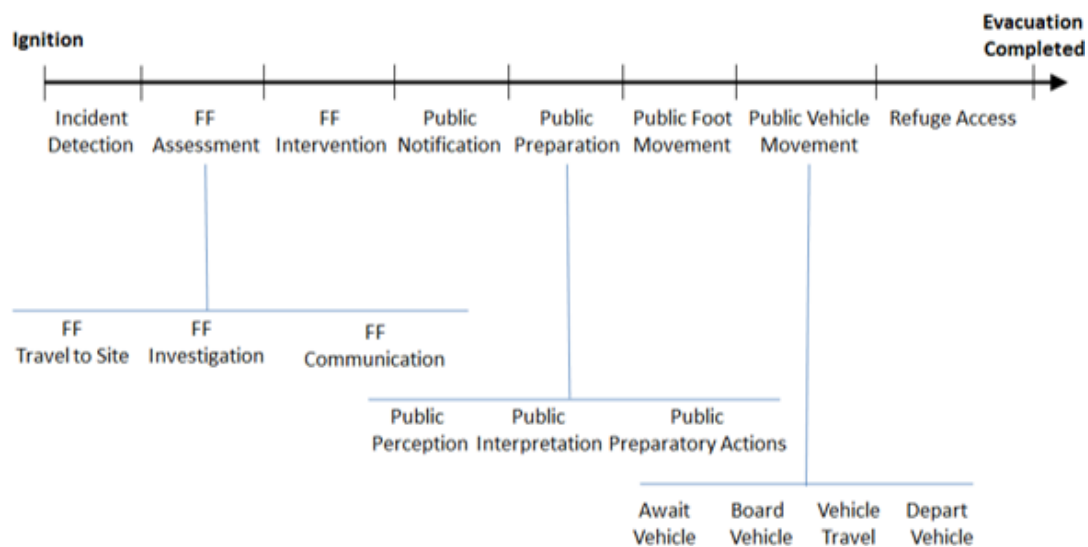 Ignition
Evacuation
Completed
Incident
Detection
FF
Assessment
FF
Intervention
Public
Notification
Public
Preparation
Public Foot
Movement
Public Vehicle
Movement
Refuge Access
FF
Travel to Site
FF
Investigation
FF
Communication
Public
Perception
Public
Interpretation
Public
Preparatory Actions
Await
Vehicle
Board
Vehicle
Vehicle
Travel
Depart
Vehicle